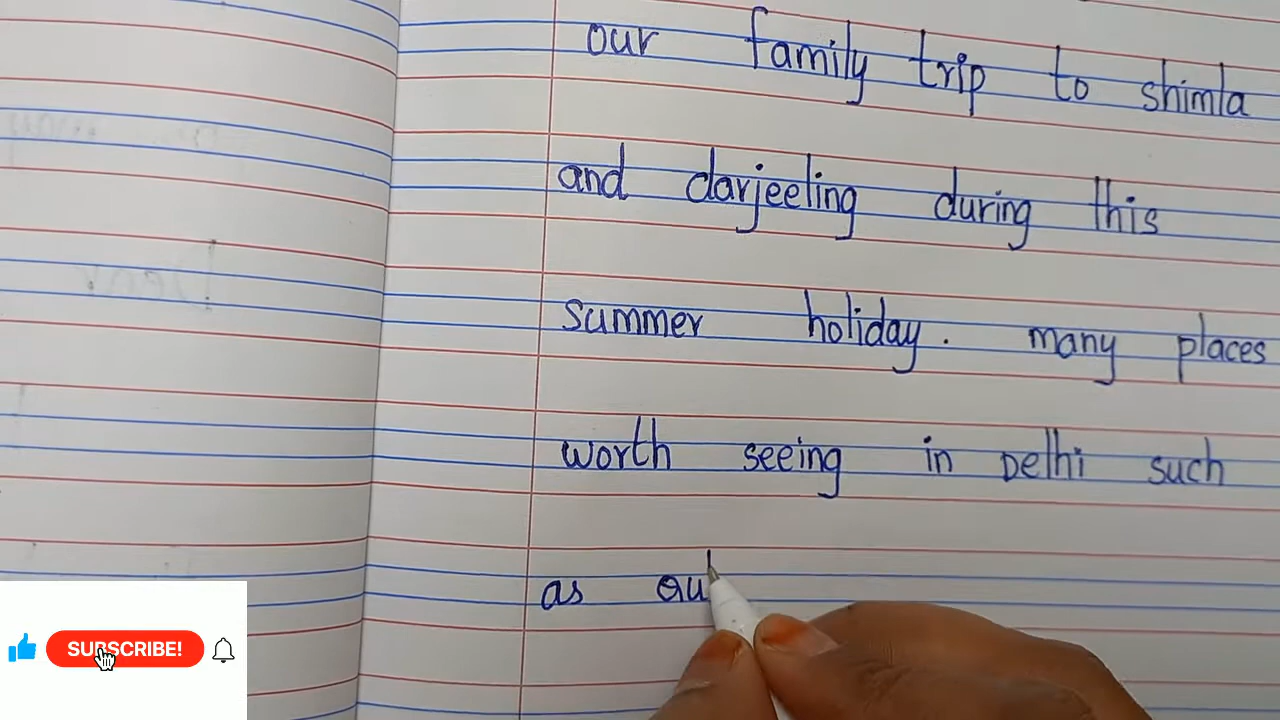 our family trip to shimla
and darjeeling during this
summer holiday. many places
worth seeing in Delhi such
as Qu
SUBSCRIBE!